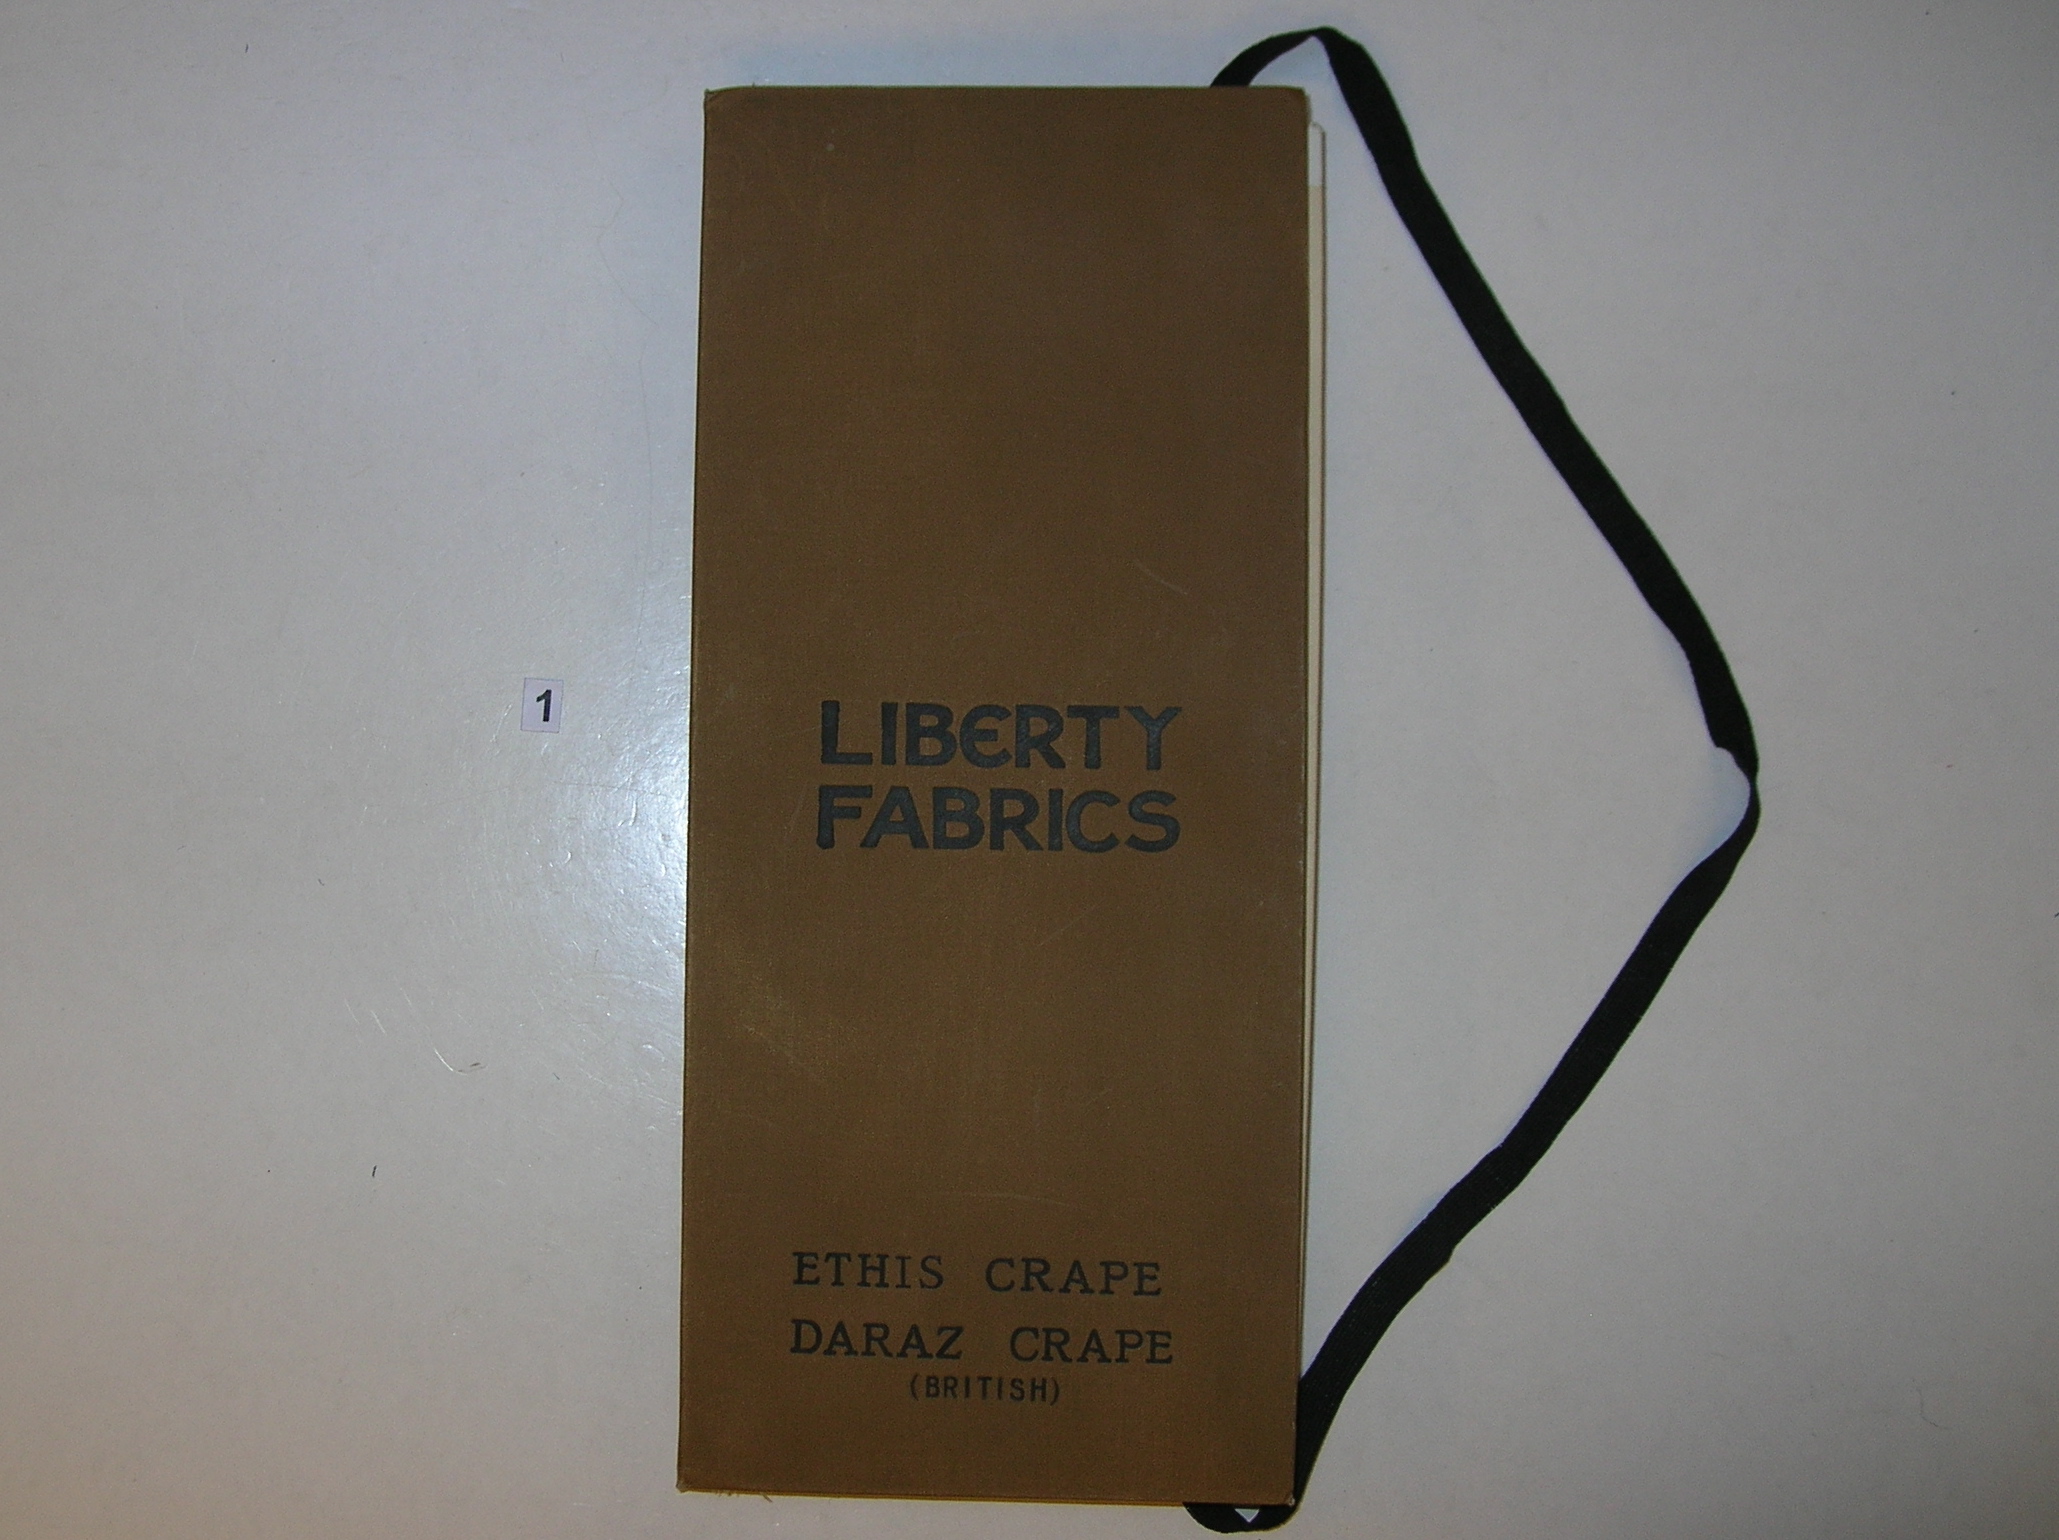 1
LIBERTY
FABRICS
ETHIS CRAPE
DARAZ CRAPE
(BRITISH)